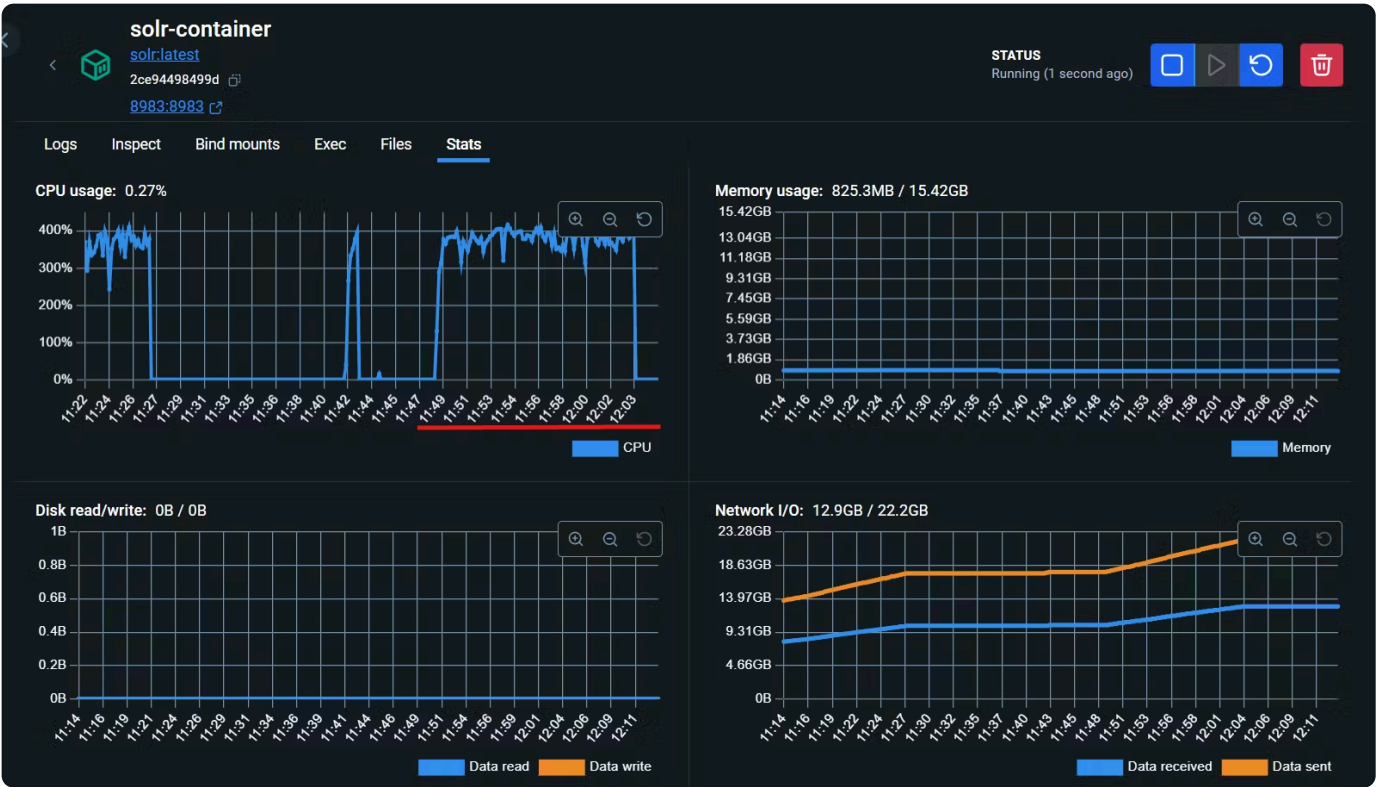 solr-container
solr:latest
2ce94498499d
8983:8983
STATUS
Running (1 second ago)
Logs Inspect Bind mounts Exec Files Stats
CPU usage: 0.27%
400%
300%
200%
100%
0%
11:22 11:24 11:26 11:27 11:29 11:31 11:33 11:35 11:36 11:38 11:40 11:42 11:44 11:45 11:47 11:49 11:51 11:53 11:54 11:56 11:58 12:00 12:02 12:03
CPU
Memory usage: 825.3MB / 15.42GB
15.42GB
13.04GB
11.18GB
9.31GB
7.45GB
5.59GB
3.73GB
1.86GB
0B
11:14 11:16 11:19 11:22 11:24 11:27 11:30 11:32 11:35 11:37 11:40 11:43 11:45 11:48 11:51 11:53 11:56 11:58 12:01 12:04 12:06 12:09 12:11
Memory
Disk read/write: 0B / 0B
1B
0.8B
0.6B
0.4B
0.2B
0B
11:14 11:16 11:19 11:21 11:24 11:26 11:29 11:31 11:34 11:36 11:39 11:41 11:44 11:46 11:49 11:51 11:54 11:56 11:59 12:01 12:04 12:06 12:09 12:11
Data read Data write
Network I/O: 12.9GB / 22.2GB
23.28GB
18.63GB
13.97GB
9.31GB
4.66GB
0B
11:14 11:16 11:19 11:22 11:24 11:27 11:30 11:32 11:35 11:37 11:40 11:43 11:45 11:48 11:51 11:53 11:56 11:58 12:01 12:04 12:06 12:09 12:11
Data received Data sent